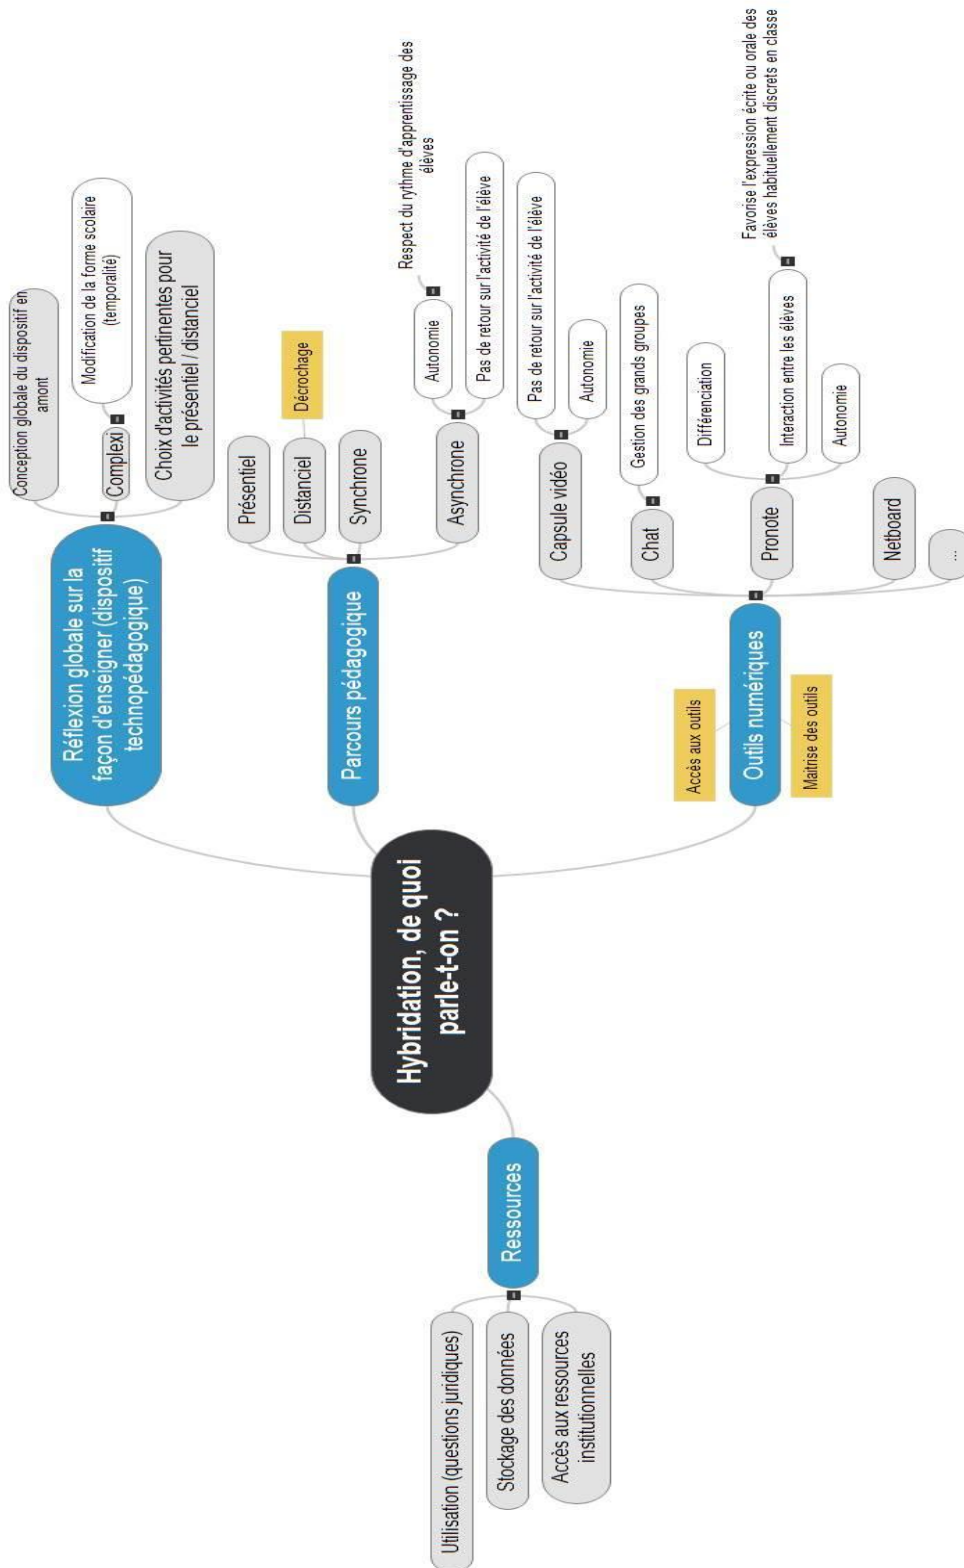 Hybridation, de quoi
parle-t-on ?
Réflexion globale sur la
façon d'enseigner (dispositif
technopédagogique)
Conception globale du dispositif en
amont
Complexi
Modification de la forme scolaire
(temporalité)
Choix d'activités pertinentes pour
le présentiel / distanciel
Parcours pédagogique
Présentiel
Distanciel
Décrochage
Synchrone
Asynchrone
Autonomie
Respect du rythme d'apprentissage des
élèves
Pas de retour sur l'activité de l'élève
Outils numériques
Accès aux outils
Maitrise des outils
Capsule vidéo
Pas de retour sur l'activité de l'élève
Autonomie
Chat
Gestion des grands groupes
Pronote
Différenciation
Interaction entre les élèves
Favorise l'expression écrite ou orale des
élèves habituellement discrets en classe
Autonomie
Netboard
...
Ressources
Utilisation (questions juridiques)
Stockage des données
Accès aux ressources
institutionnelles